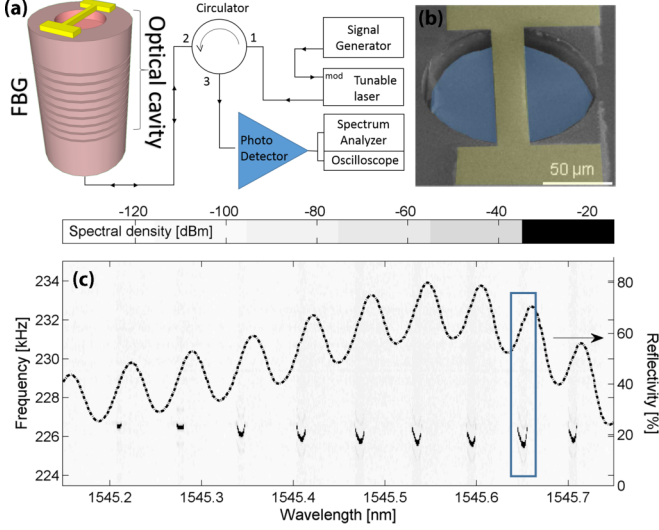 (a)
FBG
Optical cavity
Circulator
2
1
3
Signal
Generator
mod
Tunable
laser
Photo
Detector
Spectrum
Analyzer
Oscilloscope
(b)
50 µm
Spectral density [dBm]
-120 -100 -80 -60 -40 -20
(c)
Frequency [kHz]
234
232
230
228
226
224
80
60
40
20
0
Reflectivity [%]
1545.2 1545.3 1545.4 1545.5 1545.6 1545.7
Wavelength [nm]